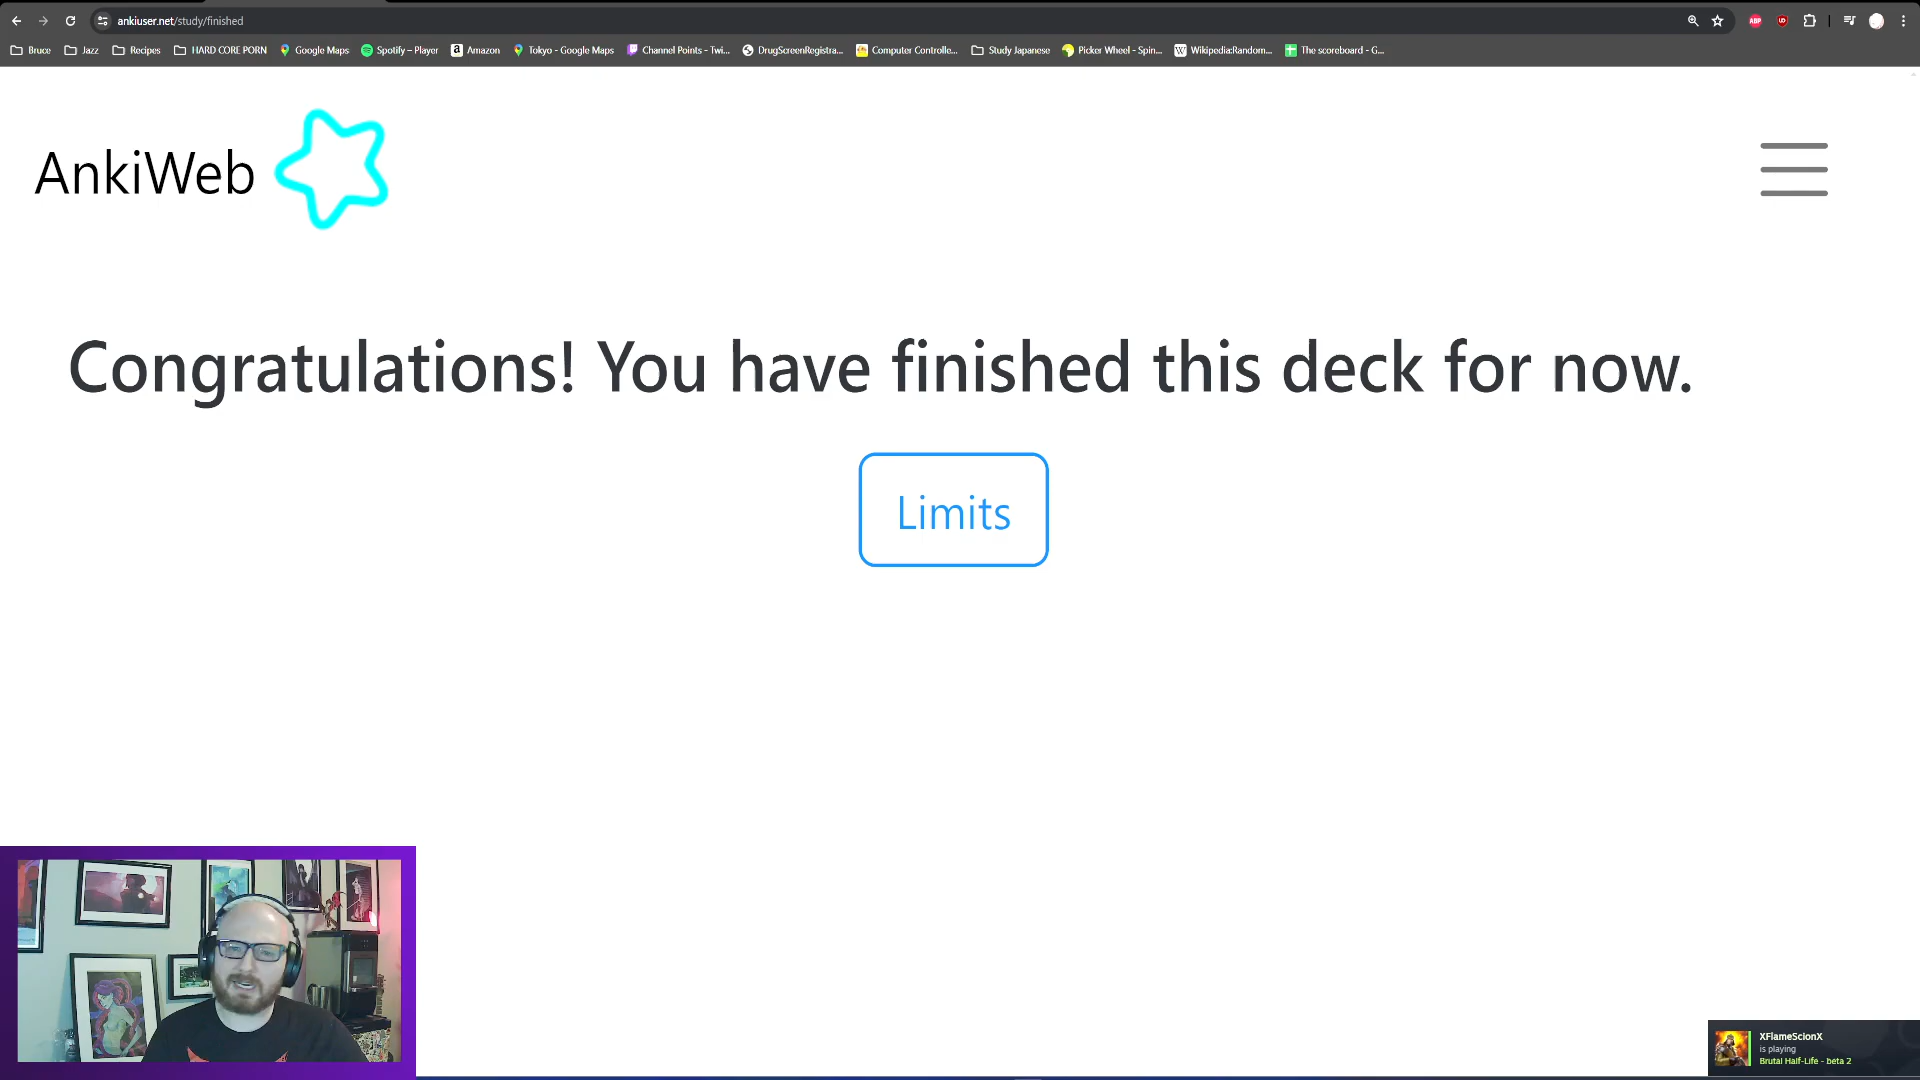 ankiuser.net/study/finished
Bruce Jazz Recipes HARD CORE PORN Google Maps Spotify – Player Amazon Tokyo - Google Maps Channel Points - Twi... DrugScreenRegistra... Computer Controlle... Study Japanese Picker Wheel - Spin... Wikipedia:Random... The scoreboard - G...
AnkiWeb
Congratulations! You have finished this deck for now.
Limits
XFlameScionX
is playing
Brutal Half-Life - beta 2